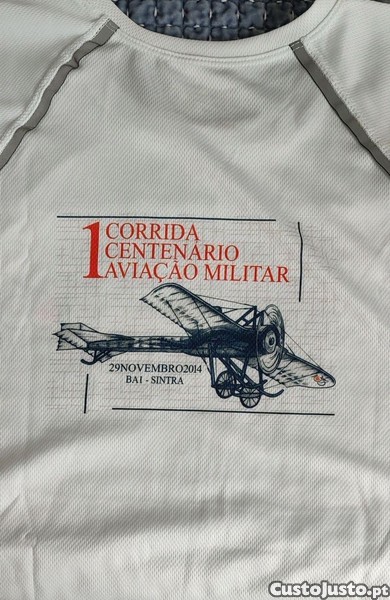 1 CORRIDA
CENTENÁRIO
AVIAÇÃO MILITAR
29NOVEMBRO2014
BA1 - SINTRA
CustoJusto.pt